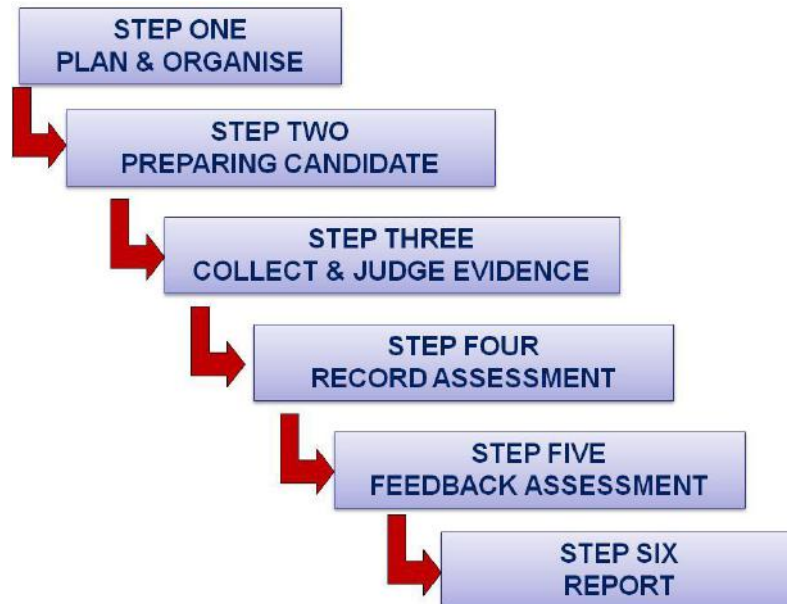 STEP ONE
PLAN & ORGANISE
STEP TWO
PREPARING CANDIDATE
STEP THREE
COLLECT & JUDGE EVIDENCE
STEP FOUR
RECORD ASSESSMENT
STEP FIVE
FEEDBACK ASSESSMENT
STEP SIX
REPORT